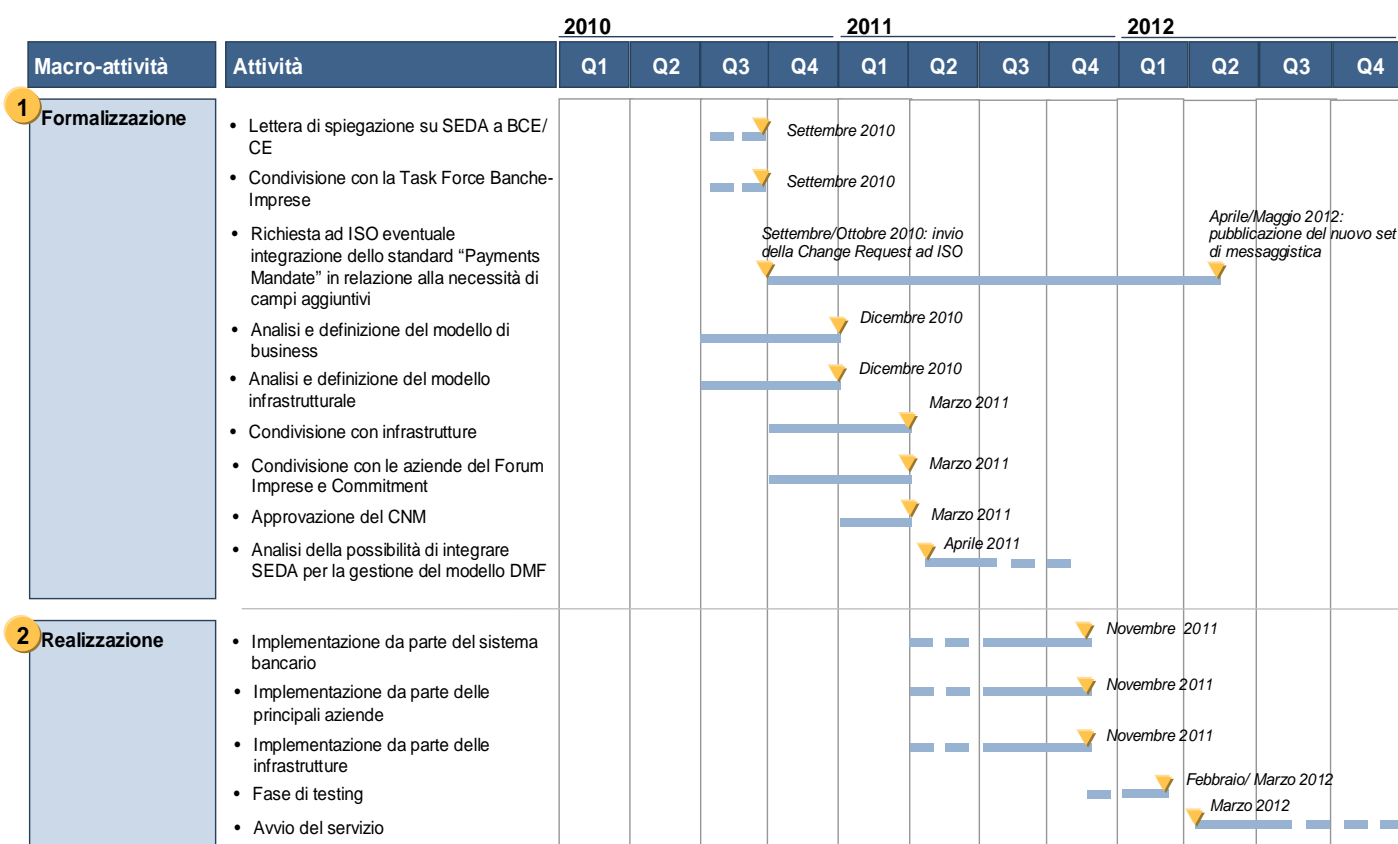 2010 2011 2012
Macro-attività Attività Q1 Q2 Q3 Q4 Q1 Q2 Q3 Q4 Q1 Q2 Q3 Q4
1 Formalizzazione
• Lettera di spiegazione su SEDA a BCE/
CE
Settembre 2010
• Condivisione con la Task Force Banche-
Imprese
Settembre 2010
• Richiesta ad ISO eventuale
integrazione dello standard “Payments
Mandate” in relazione alla necessità di
campi aggiuntivi
Settembre/Ottobre 2010: invio
della Change Request ad ISO
Aprile/Maggio 2012:
pubblicazione del nuovo set
di messaggistica
• Analisi e definizione del modello di
business
Dicembre 2010
• Analisi e definizione del modello
infrastrutturale
Dicembre 2010
• Condivisione con infrastrutture
Marzo 2011
• Condivisione con le aziende del Forum
Imprese e Commitment
Marzo 2011
• Approvazione del CNM
Marzo 2011
• Analisi della possibilità di integrare
SEDA per la gestione del modello DMF
Aprile 2011
2 Realizzazione
• Implementazione da parte del sistema
bancario
Novembre 2011
• Implementazione da parte delle
principali aziende
Novembre 2011
• Implementazione da parte delle
infrastrutture
Novembre 2011
• Fase di testing
Febbraio/ Marzo 2012
• Avvio del servizio
Marzo 2012